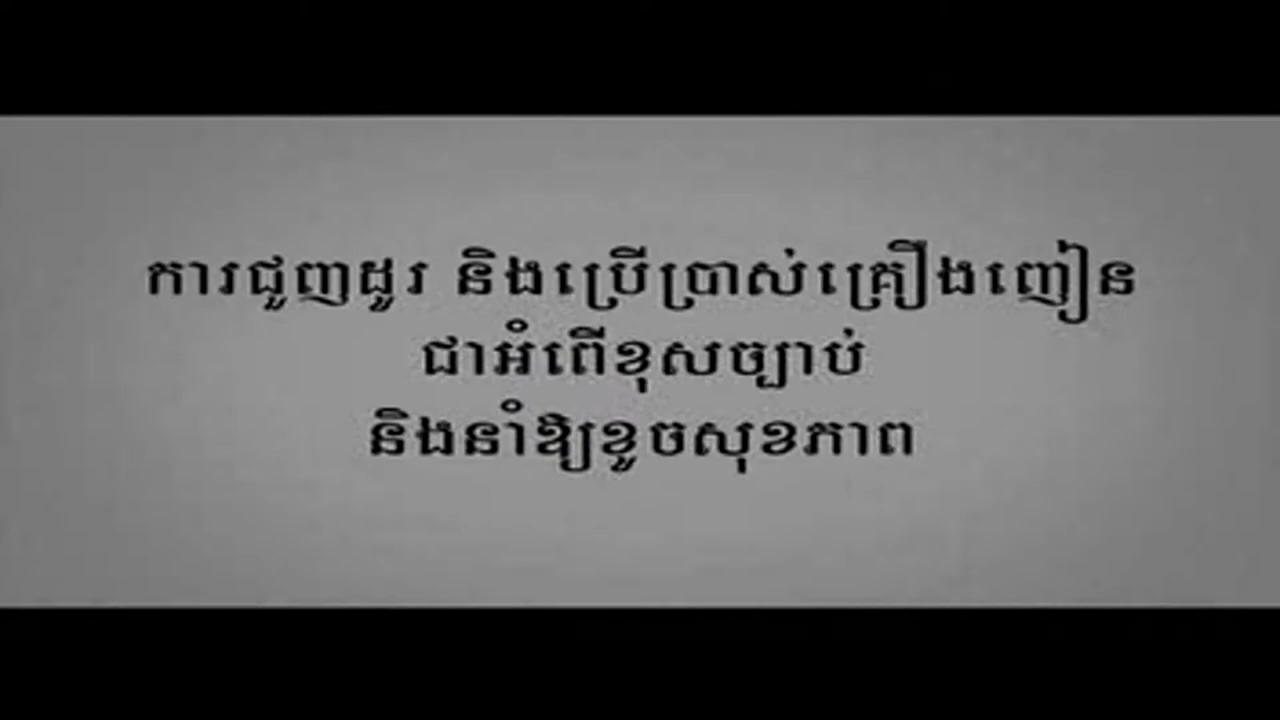 ការជួញដូរ និងប្រើប្រាស់គ្រឿងញៀន
ជាអំពើខុសច្បាប់
និងនាំឱ្យខូចសុខភាព